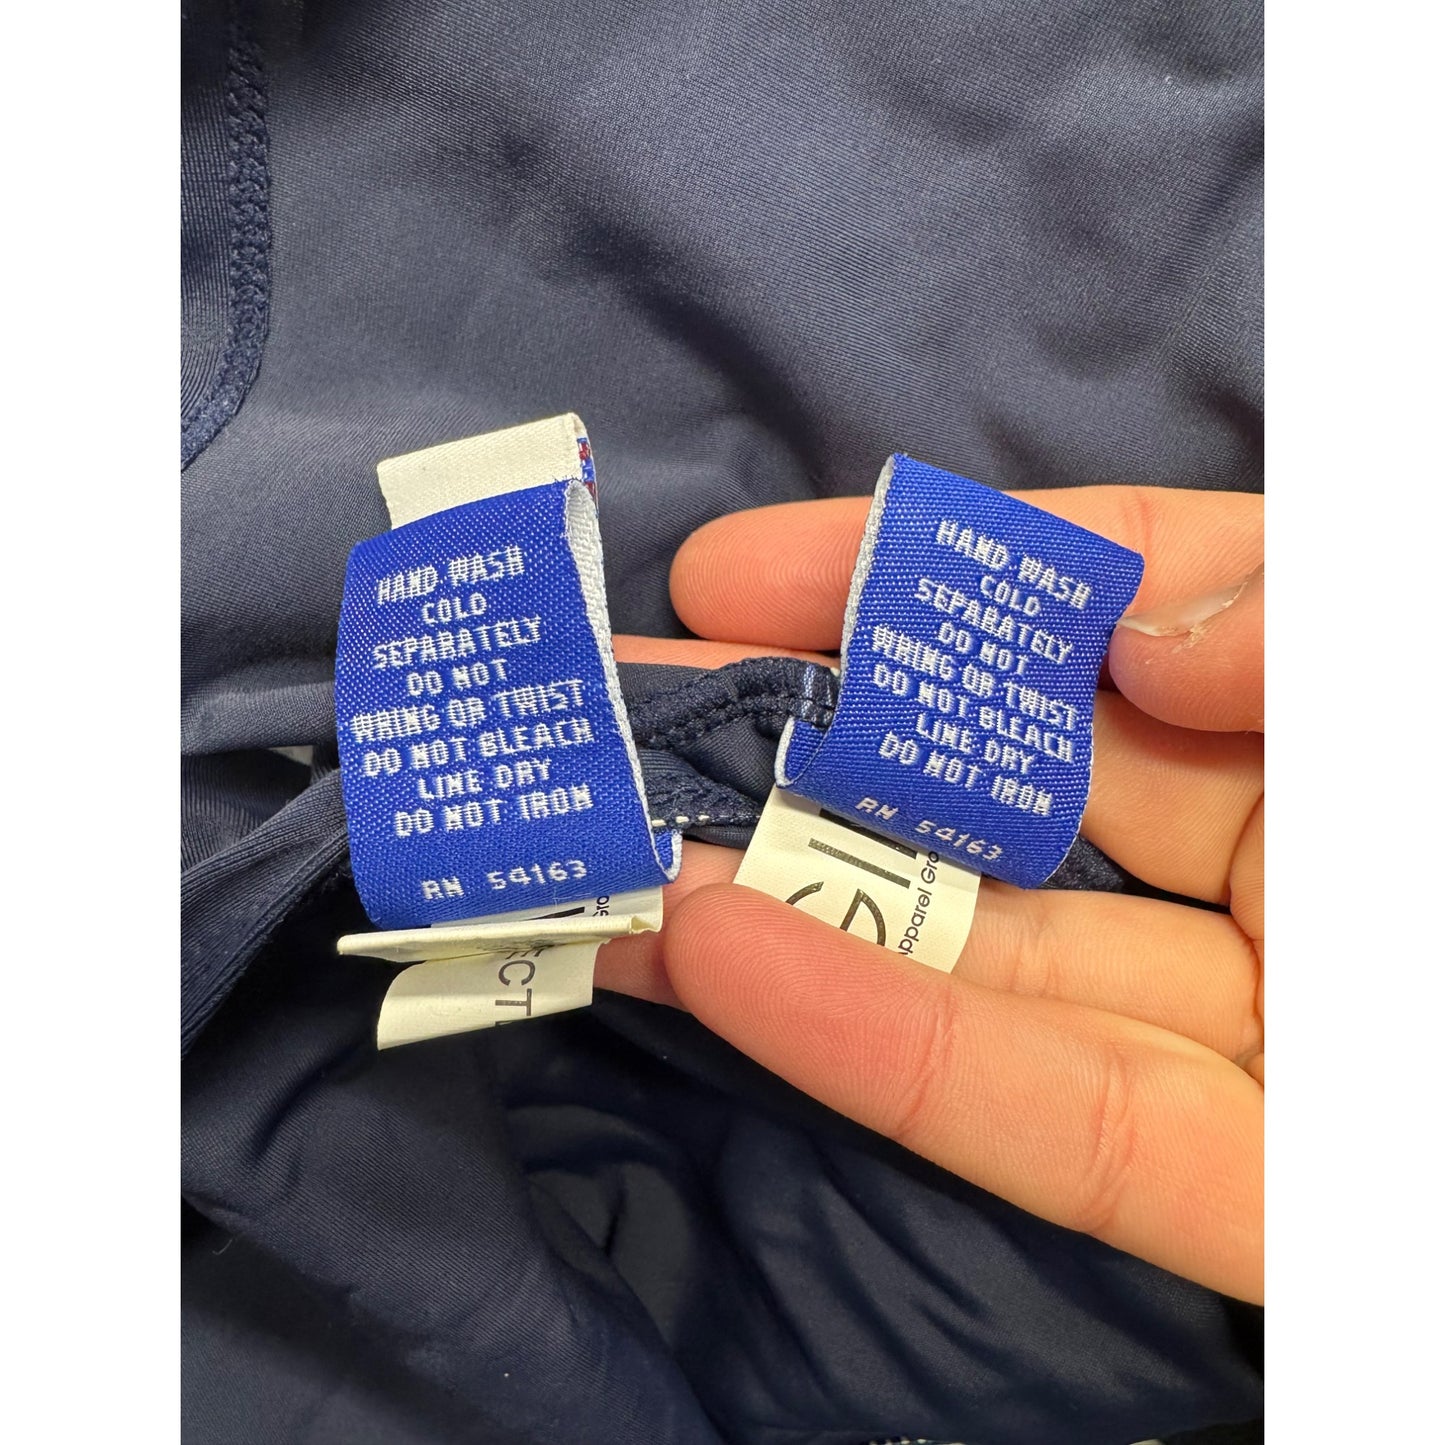 HAND WASH
COLD
SEPARATELY
DO NOT
WRING OR TWIST
DO NOT BLEACH
LINE DRY
DO NOT IRON
RN 54163
HAND WASH
COLD
SEPARATELY
DO NOT
WRING OR TWIST
DO NOT BLEACH
LINE DRY
DO NOT IRON
RN 54163
Apparel Gro